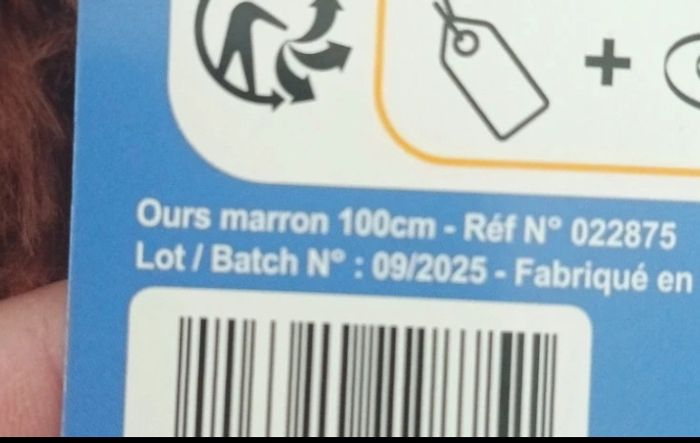 Ours marron 100cm - Réf N° 022875
Lot / Batch N° : 09/2025 - Fabriqué en